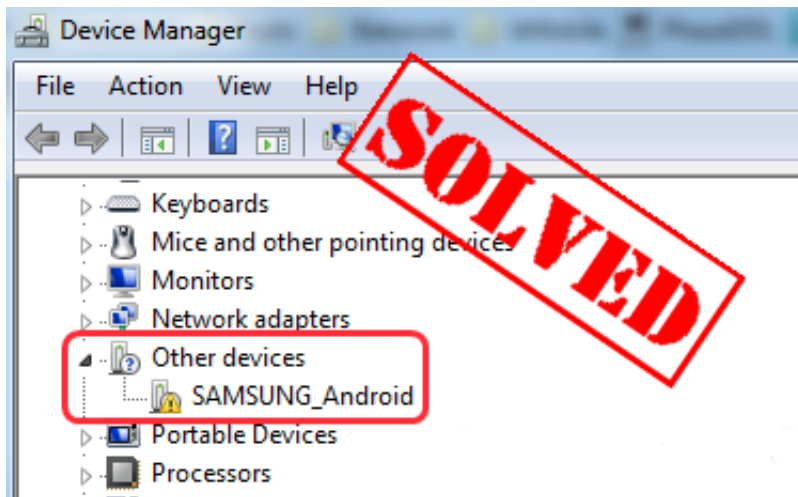 Device Manager
File Action View Help
SOLVED
Keyboards
Mice and other pointing devices
Monitors
Network adapters
Other devices
SAMSUNG_Android
Portable Devices
Processors